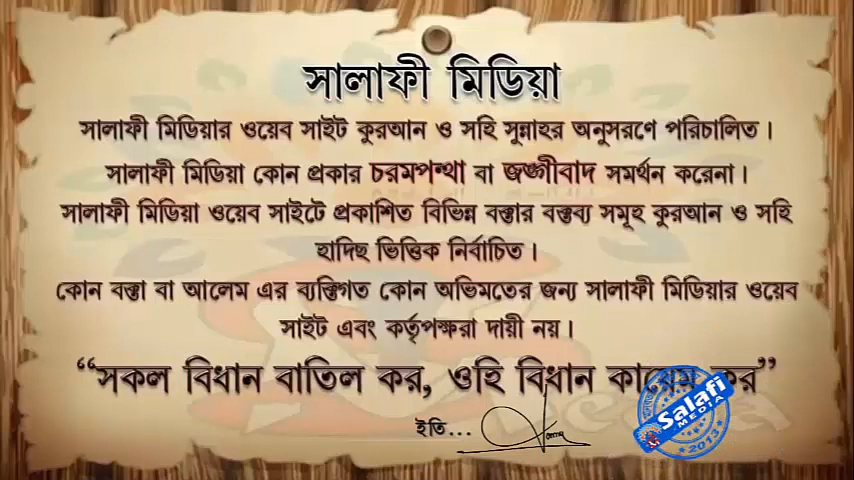 সালাফী মিডিয়া
সালাফী মিডিয়ার ওয়েব সাইট কুরআন ও সহি সুন্নাহর অনুসরণে পরিচালিত।
সালাফী মিডিয়া কোন প্রকার চরমপন্থা বা জঙ্গীবাদ সমর্থন করেনা।
সালাফী মিডিয়া ওয়েব সাইটে প্রকাশিত বিভিন্ন বক্তার বক্তব্য সমূহ কুরআন ও সহি
হাদিছ ভিত্তিক নির্বাচিত।
কোন বক্তা বা আলেম এর ব্যক্তিগত কোন অভিমতের জন্য সালাফী মিডিয়ার ওয়েব
সাইট এবং কর্তৃপক্ষরা দায়ী নয়।
“সকল বিধান বাতিল কর, ওহি বিধান কায়েম কর”
ইতি...
Salafi
MEDIA
2013